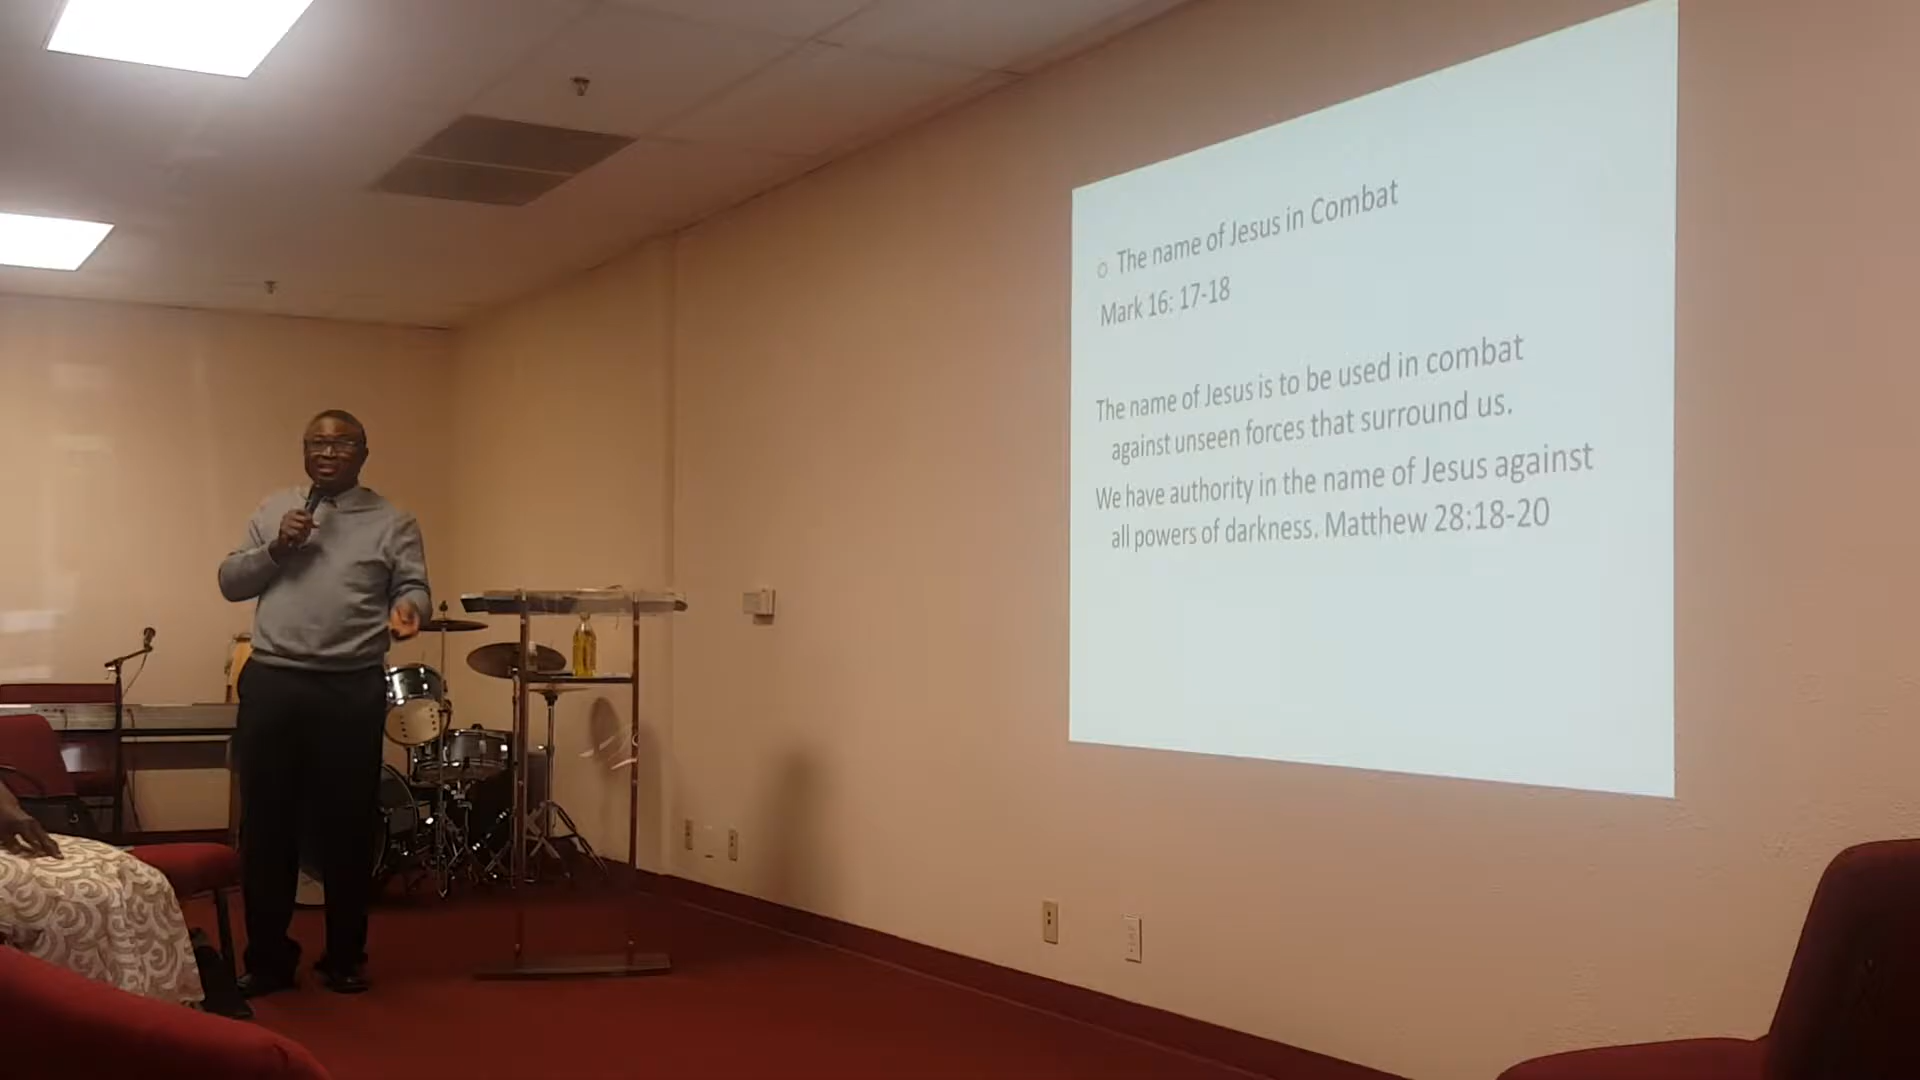 ○ The name of Jesus in Combat
Mark 16: 17-18
The name of Jesus is to be used in combat
against unseen forces that surround us.
We have authority in the name of Jesus against
all powers of darkness. Matthew 28:18-20